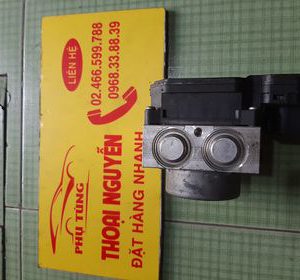 LIÊN HỆ
02.466.599.788
0968.33.88.39
PHỤ TÙNG
THOẠI NGUYỄN
ĐẶT HÀNG NHANH